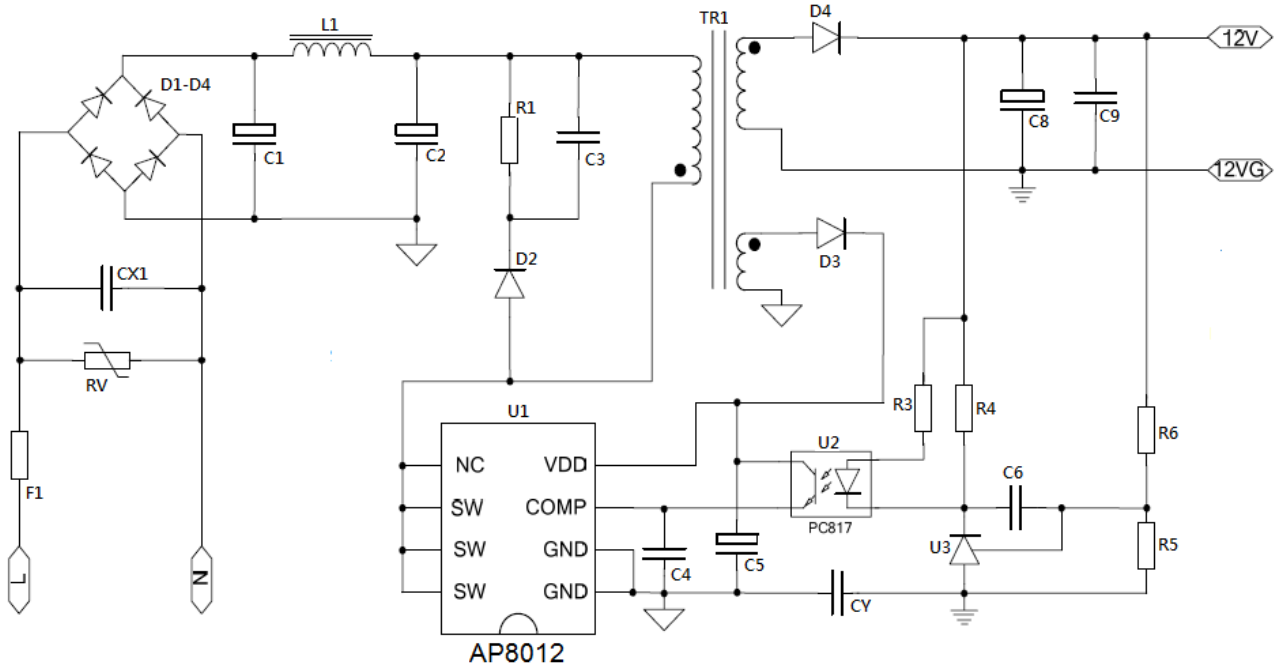 L1
TR1
D4
12V
D1-D4
R1
C1
C2
C3
C8
C9
12VG
D2
D3
CX1
RV
U1
R3
R4
R6
F1
NC
VDD
U2
C6
SW
COMP
PC817
SW
GND
C4
C5
U3
R5
SW
GND
CY
L
N
AP8012